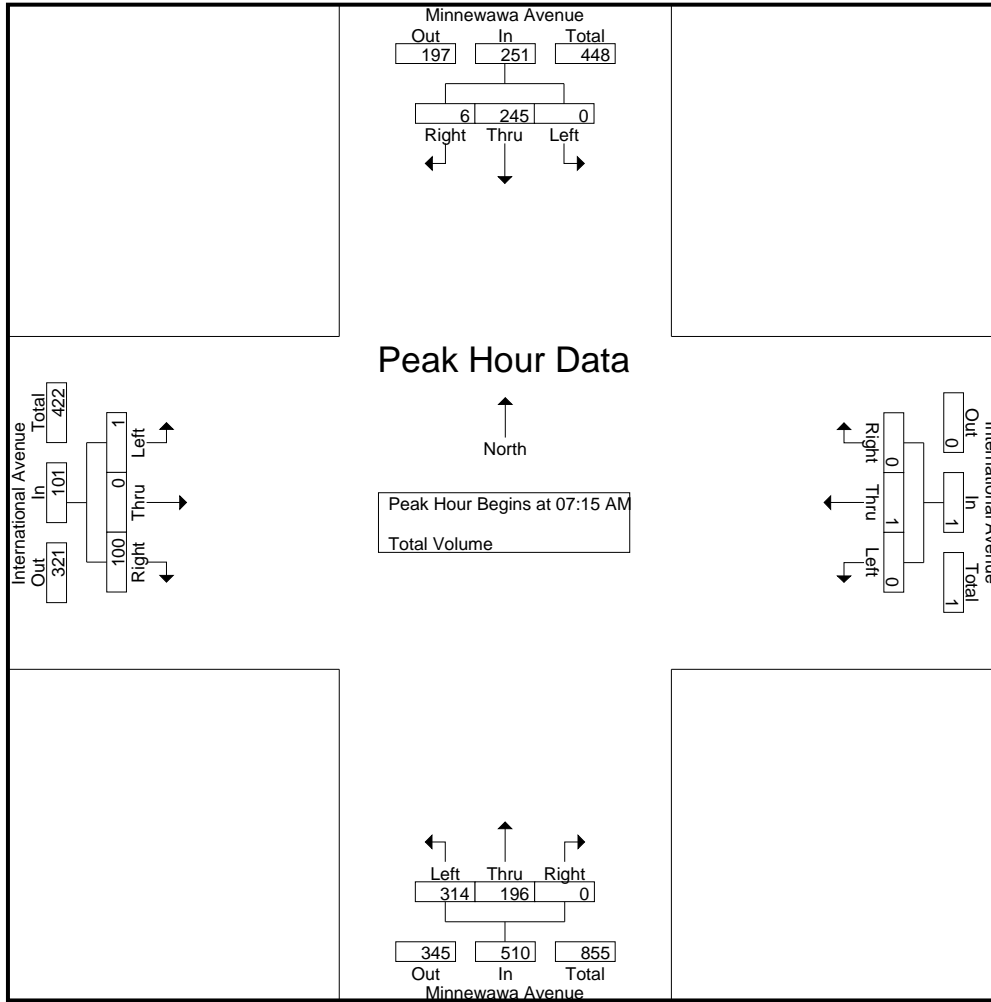 Minnewawa Avenue
Out In Total
197 251 448
6 245 0
Right Thru Left
Peak Hour Data
North
Peak Hour Begins at 07:15 AM
Total Volume
International Avenue
Total In Out
422 101 321
1 0 100
Left Thru Right
Right Thru Left
0 1 0
Out In Total
0 1 1
International Avenue
Left Thru Right
314 196 0
345 510 855
Out In Total
Minnewawa Avenue